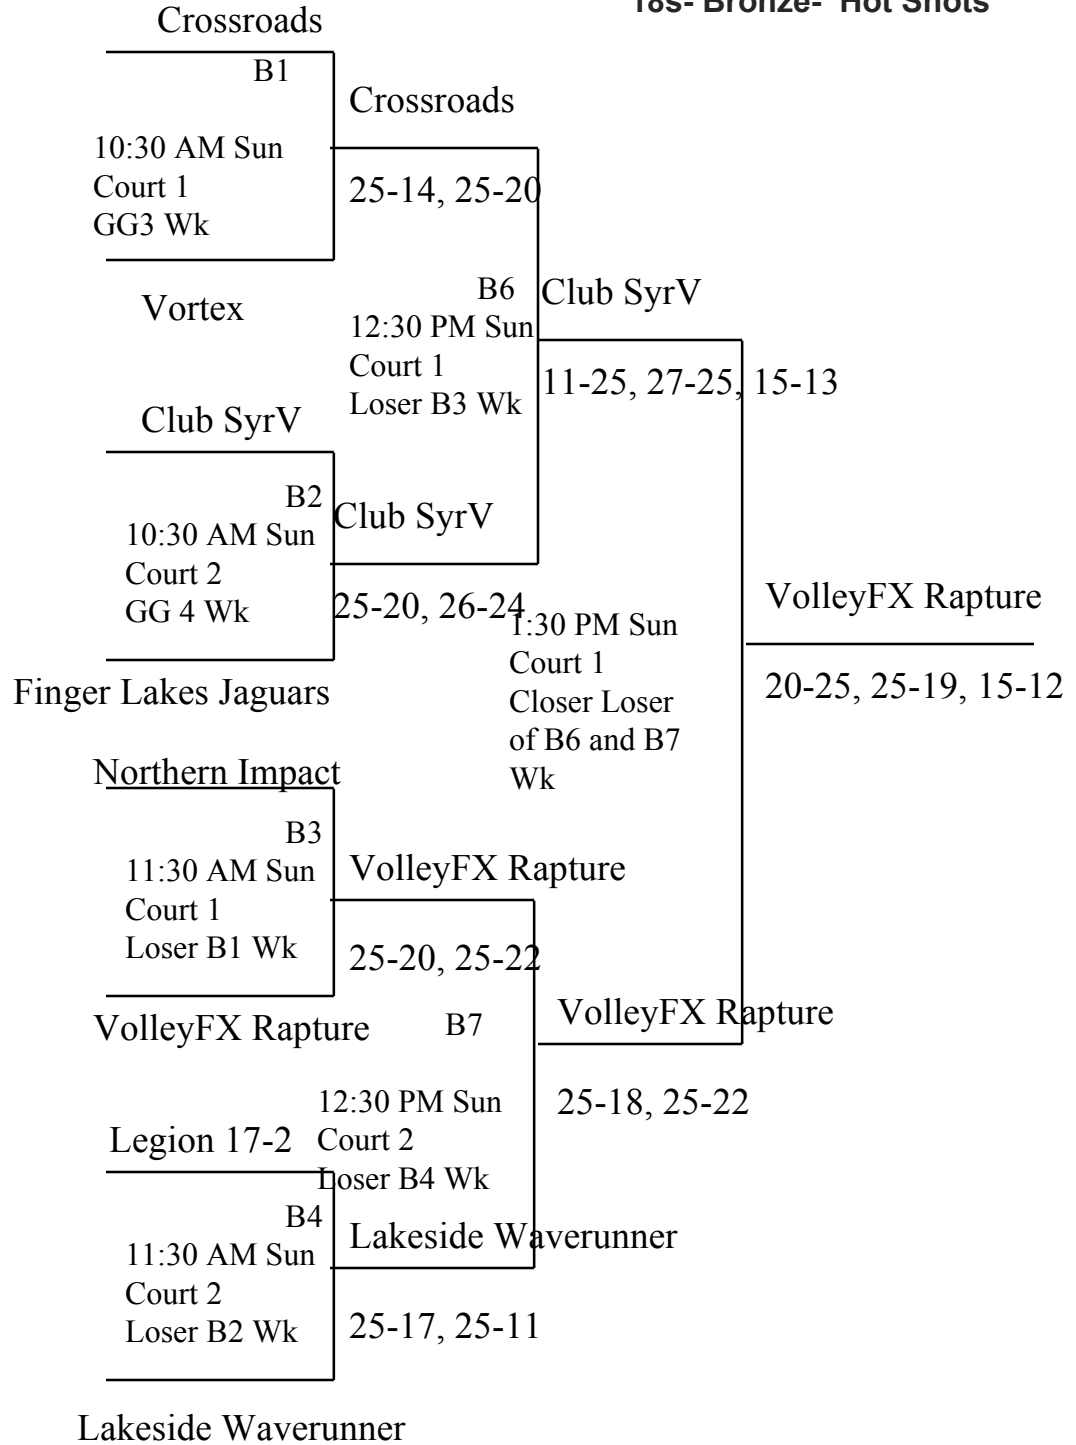 18s- Bronze- Hot Shots
Crossroads
B1
10:30 AM Sun
Court 1
GG3 Wk
Vortex
Crossroads
25-14, 25-20
Club SyrV
B2
10:30 AM Sun
Court 2
GG 4 Wk
Finger Lakes Jaguars
Club SyrV
25-20, 26-24
B6
12:30 PM Sun
Court 1
Loser B3 Wk
Club SyrV
11-25, 27-25, 15-13
Northern Impact
B3
11:30 AM Sun
Court 1
Loser B1 Wk
VolleyFX Rapture
VolleyFX Rapture
25-20, 25-22
Legion 17-2
B4
11:30 AM Sun
Court 2
Loser B2 Wk
Lakeside Waverunner
Lakeside Waverunner
25-17, 25-11
B7
12:30 PM Sun
Court 2
Loser B4 Wk
VolleyFX Rapture
25-18, 25-22
1:30 PM Sun
Court 1
Closer Loser
of B6 and B7
Wk
VolleyFX Rapture
20-25, 25-19, 15-12